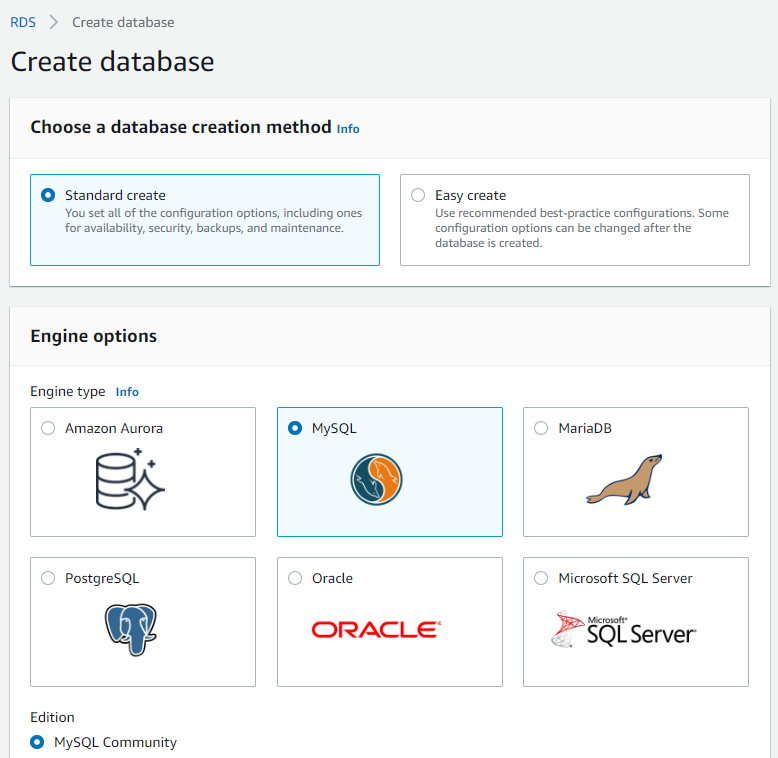 RDS > Create database
Create database
Choose a database creation method Info
Standard create
You set all of the configuration options, including ones
for availability, security, backups, and maintenance.
Easy create
Use recommended best-practice configurations. Some
configuration options can be changed after the
database is created.
Engine options
Engine type Info
Amazon Aurora
MySQL
MariaDB
PostgreSQL
Oracle
ORACLE®
Microsoft SQL Server
Microsoft®
SQL Server®
Edition
MySQL Community